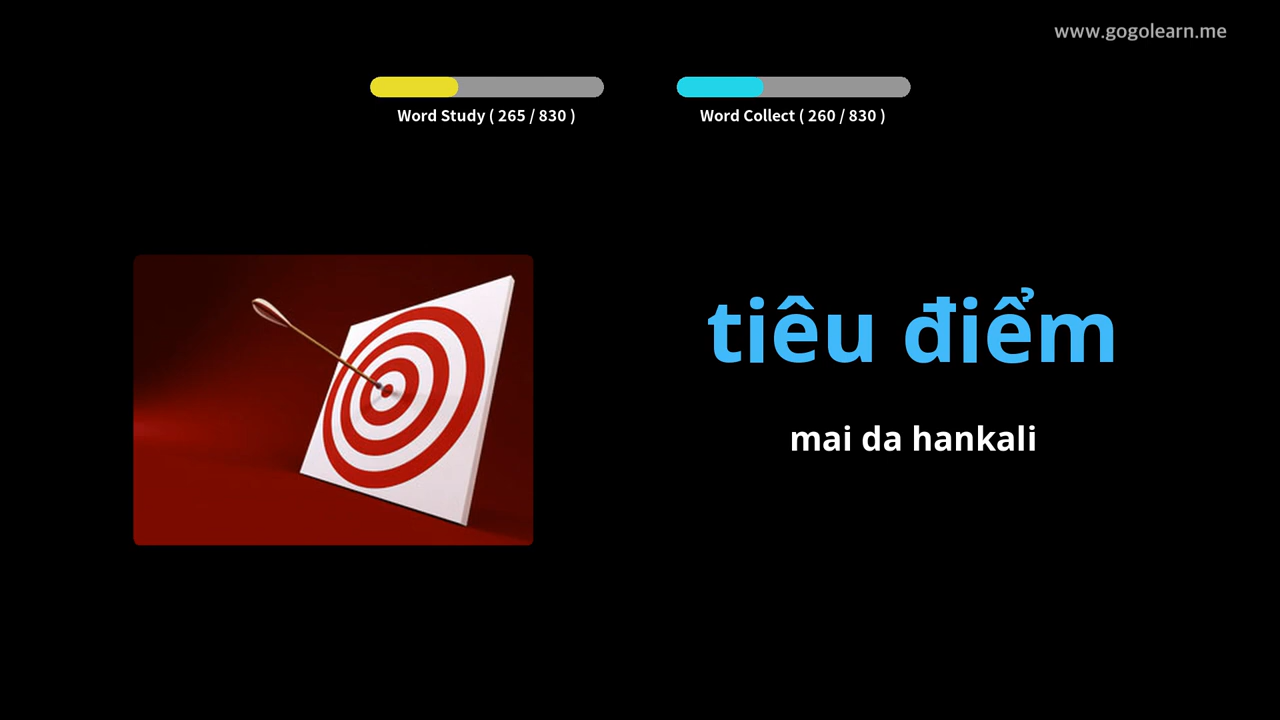 www.gogolearn.me
Word Study ( 265 / 830 )
Word Collect ( 260 / 830 )
tiêu điểm
mai da hankali